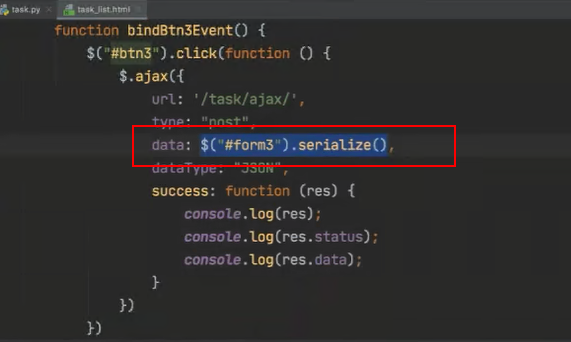 task.py × task_list.html ×
function bindBtn3Event() {
$("#btn3").click(function () {
$.ajax({
url: '/task/ajax/',
type: "post",
data: $("#form3").serialize(),
dataType: "JSON",
success: function (res) {
console.log(res);
console.log(res.status);
console.log(res.data);
}
})
})